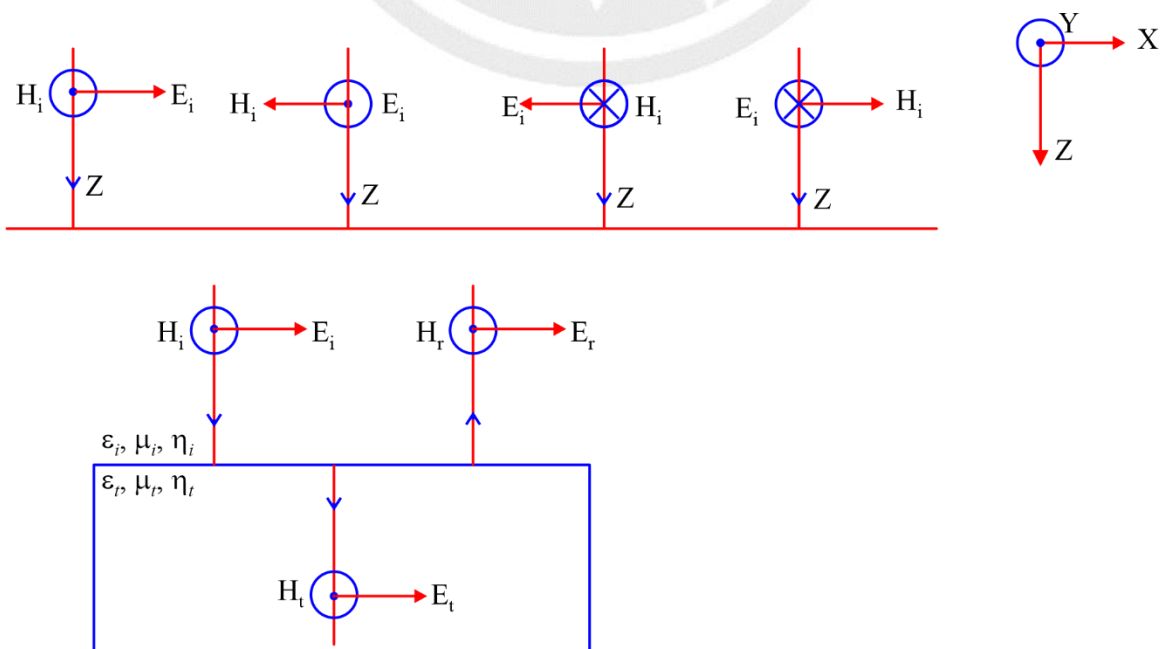 Y
X
Z
Hᵢ Eᵢ Hᵢ Eᵢ Eᵢ Hᵢ Eᵢ Hᵢ
Z Z Z Z
Hᵢ Eᵢ Hᵣ Eᵣ
εᵢ, μᵢ, ηᵢ
εₜ, μₜ, ηₜ
Hₜ Eₜ